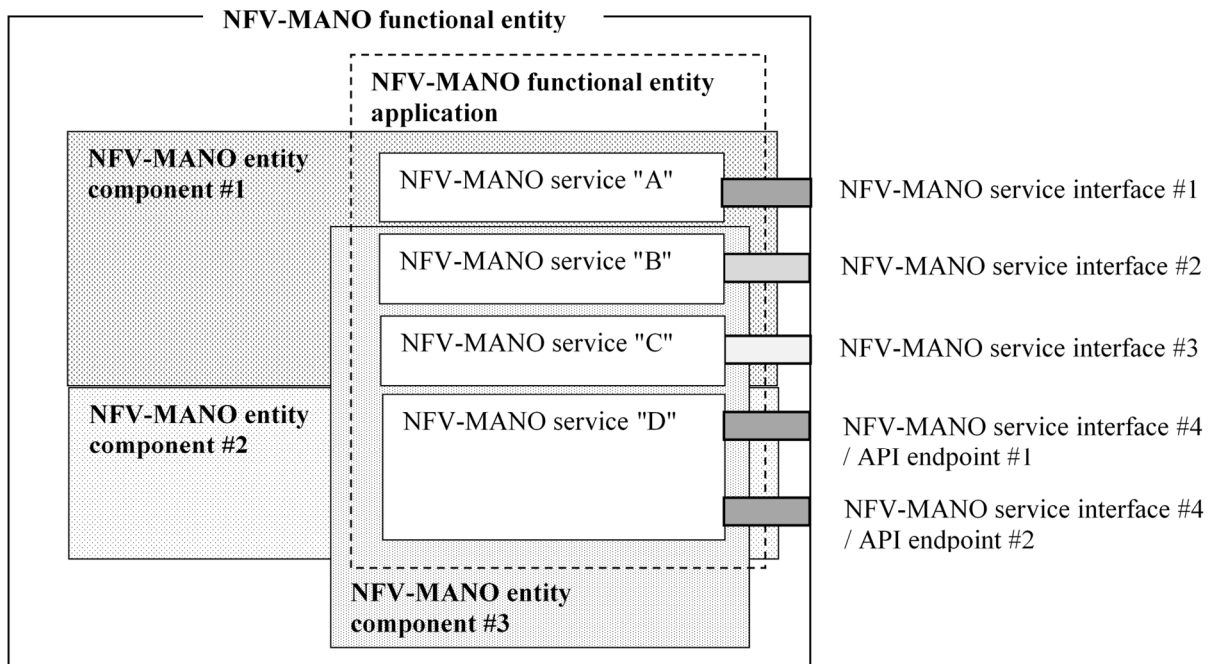 NFV-MANO functional entity
NFV-MANO functional entity
application
NFV-MANO entity
component #1
NFV-MANO service "A"
NFV-MANO service interface #1
NFV-MANO service "B"
NFV-MANO service interface #2
NFV-MANO service "C"
NFV-MANO service interface #3
NFV-MANO entity
component #2
NFV-MANO service "D"
NFV-MANO service interface #4
/ API endpoint #1
NFV-MANO service interface #4
/ API endpoint #2
NFV-MANO entity
component #3